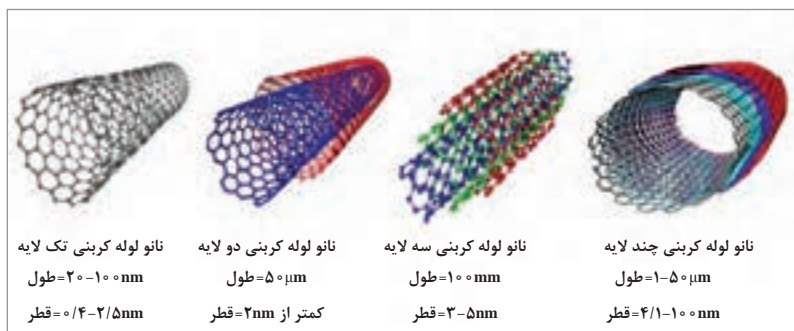 نانو لوله کربنی چند لایه
طول=۱-۵۰μm
قطر=۴/۱-۱۰۰nm
نانو لوله کربنی سه لایه
طول=۱۰۰mm
قطر=۳-۵nm
نانو لوله کربنی دو لایه
طول=۵۰μm
قطر=۲nm کمتر از
نانو لوله کربنی تک لایه
طول=۲۰-۱۰۰nm
قطر=۰/۴-۲/۵nm